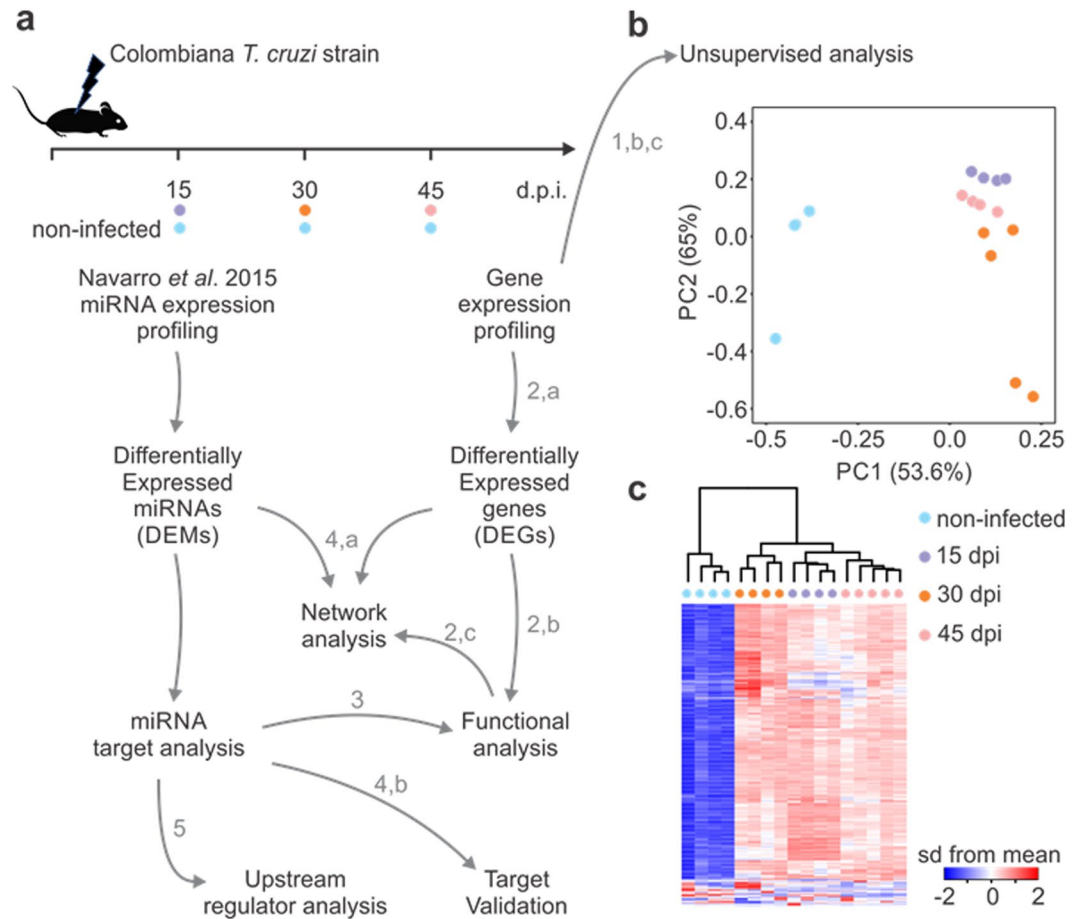 a
Colombiana T. cruzi strain
15
30
45
d.p.i.
non-infected
Navarro et al. 2015
miRNA expression
profiling
Gene
expression
profiling
1,b,c
2,a
Differentially
Expressed
miRNAs
(DEMs)
Differentially
Expressed
genes
(DEGs)
4,a
Network
analysis
2,c
2,b
miRNA
target analysis
3
Functional
analysis
4,b
5
Upstream
regulator analysis
Target
Validation
b
Unsupervised analysis
PC2 (65%)
0.4
0.2
0.0
-0.2
-0.4
-0.6
-0.5
-0.25
0.0
0.25
PC1 (53.6%)
c
non-infected
15 dpi
30 dpi
45 dpi
sd from mean
-2 0 2